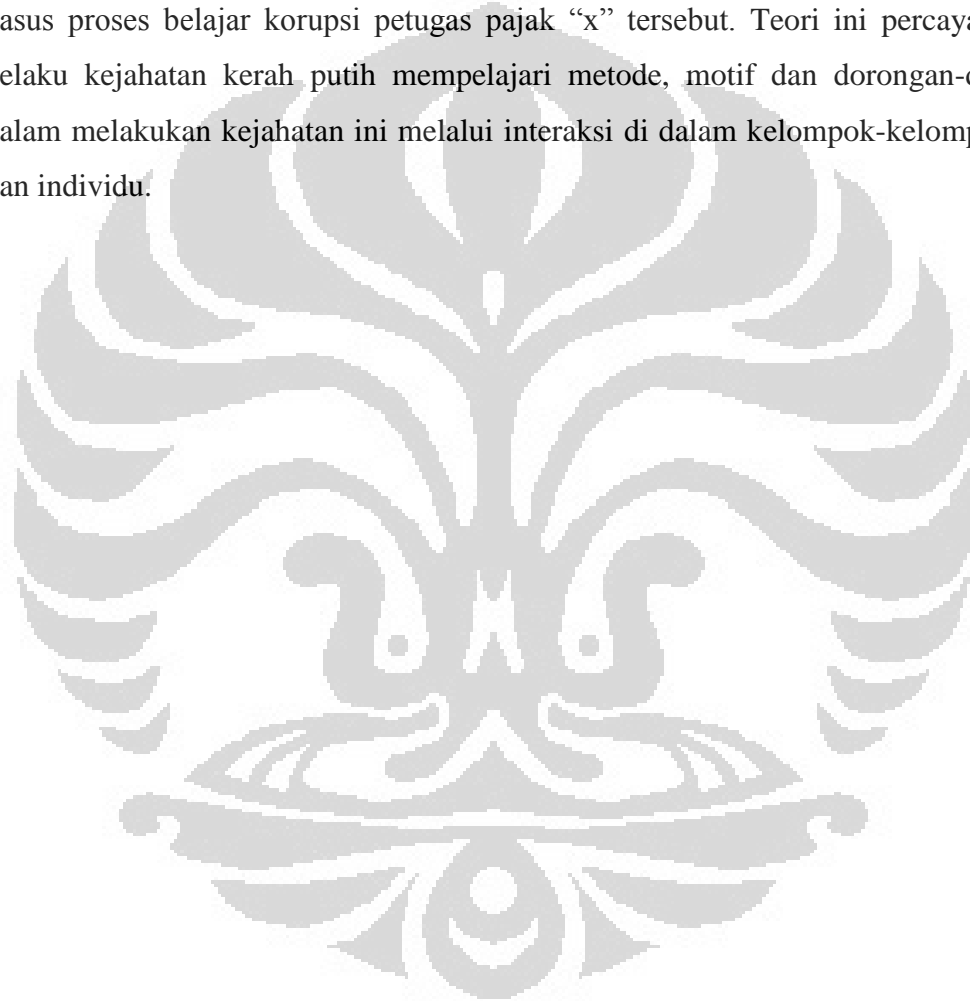 asus proses belajar korupsi petugas pajak “x” tersebut. Teori ini percaya
elaku kejahatan kerah putih mempelajari metode, motif dan dorongan-
alam melakukan kejahatan ini melalui interaksi di dalam kelompok-kelomp
an individu.